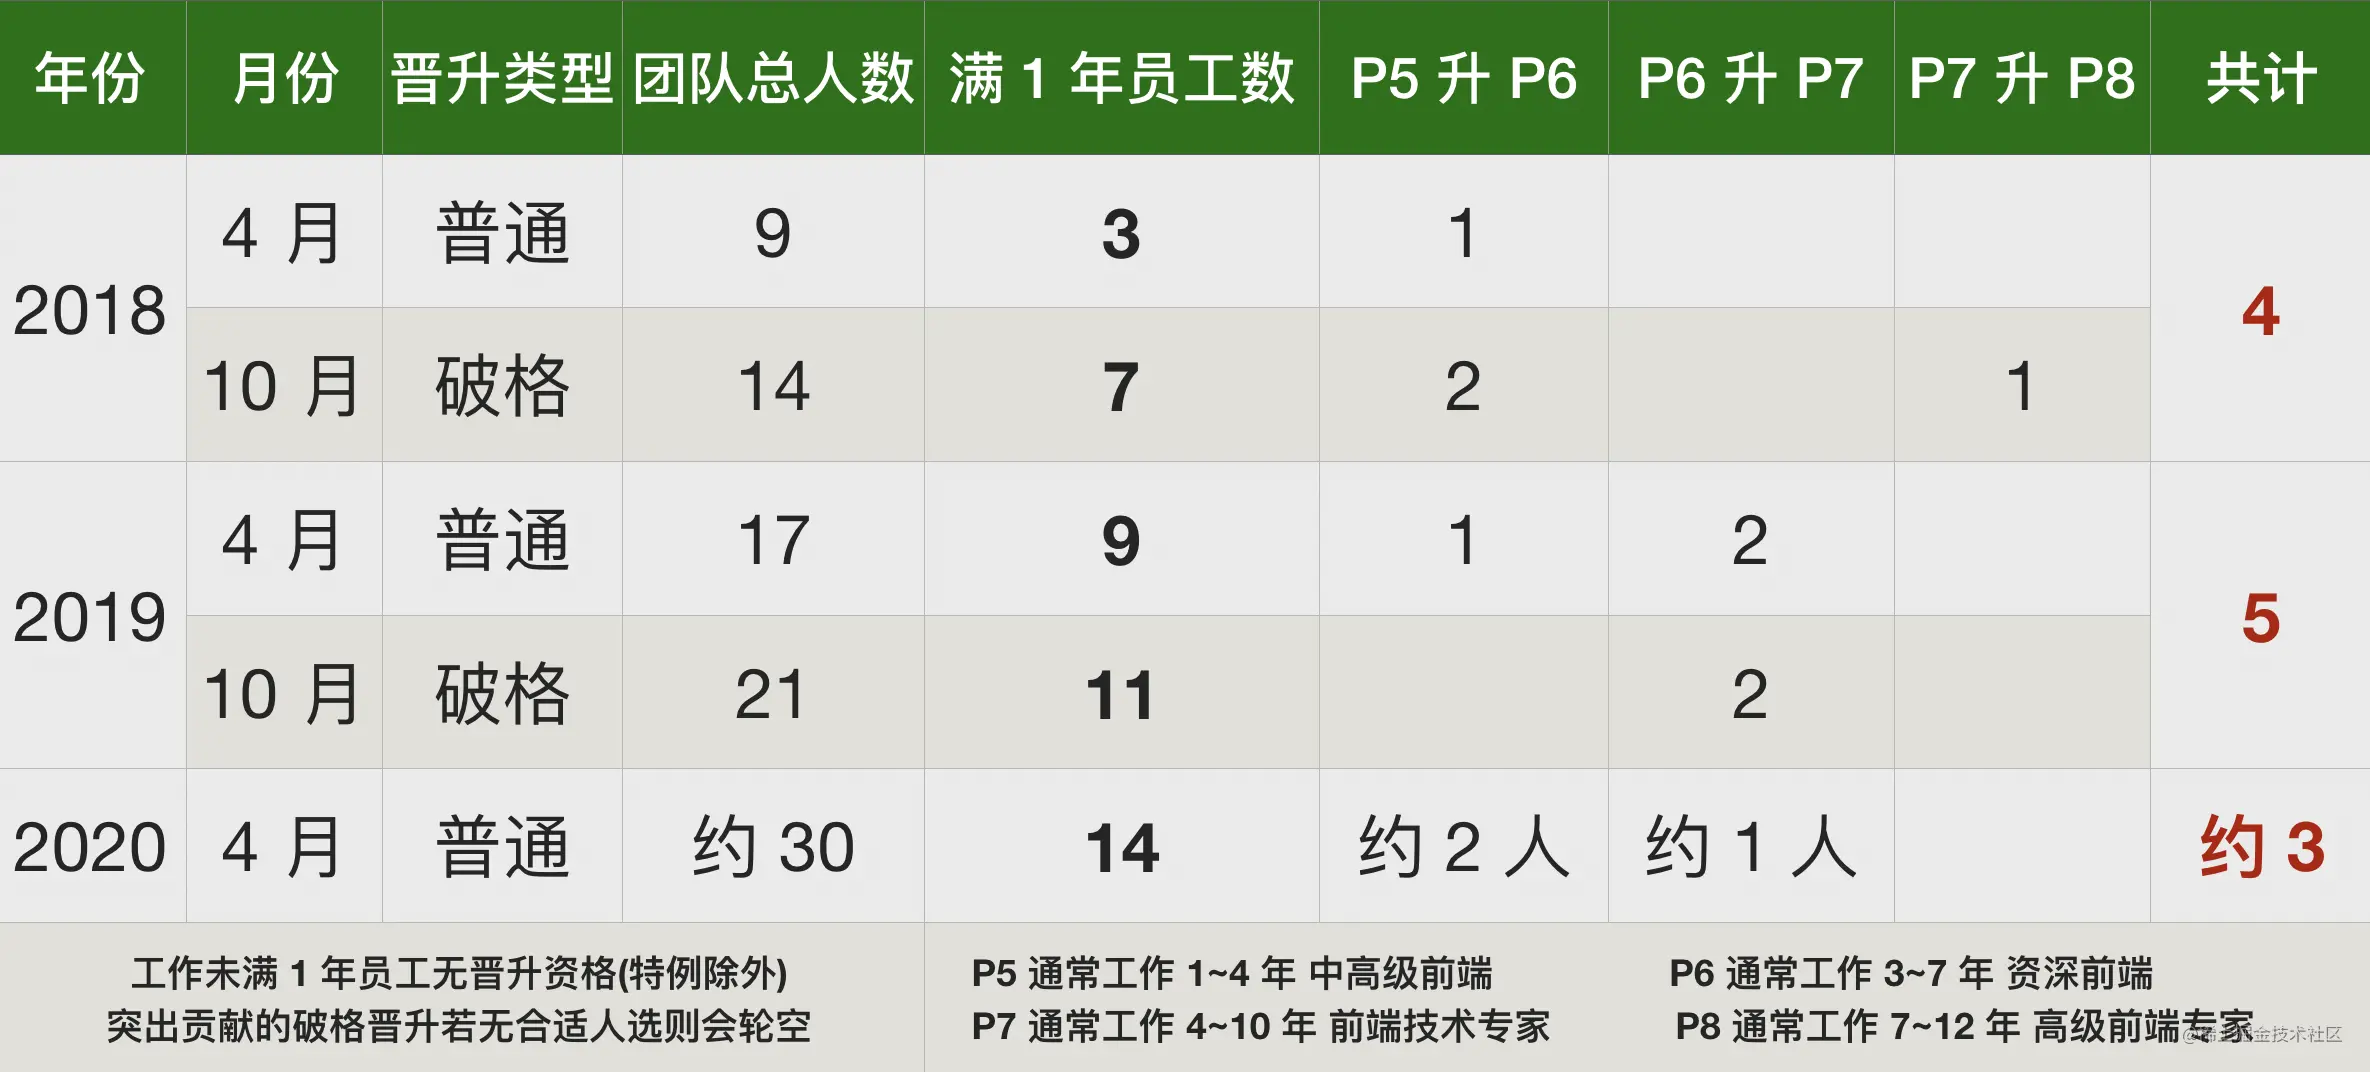 年份 月份 晋升类型 团队总人数 满 1 年员工数 P5 升 P6 P6 升 P7 P7 升 P8 共计
2018 4 月 普通 9 3 1 4
10 月 破格 14 7 2 1
2019 4 月 普通 17 9 1 2 5
10 月 破格 21 11 2
2020 4 月 普通 约 30 14 约 2 人 约 1 人 约 3
工作未满 1 年员工无晋升资格(特例除外)
突出贡献的破格晋升若无合适人选则会轮空
P5 通常工作 1~4 年 中高级前端 P6 通常工作 3~7 年 资深前端
P7 通常工作 4~10 年 前端技术专家 P8 通常工作 7~12 年 高级前端专家
@稀土掘金技术社区